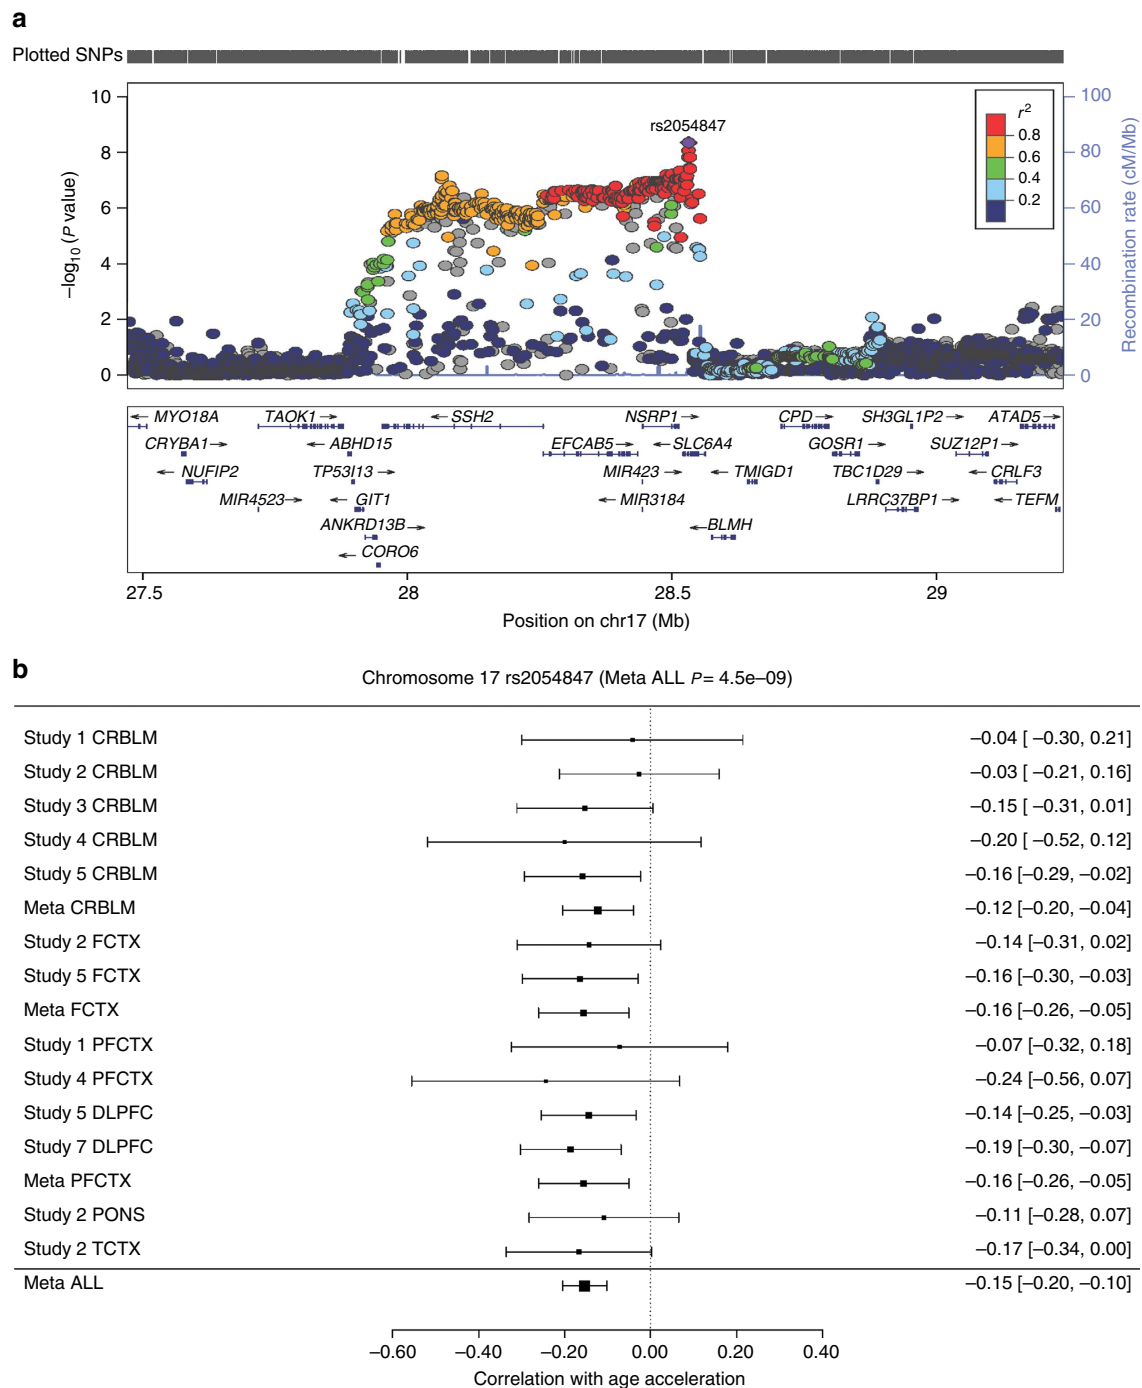 a
Plotted SNPs
rs2054847
r²
0.8
0.6
0.4
0.2
10
8
6
4
2
0
−log₁₀ (P value)
100
80
60
40
20
0
Recombination rate (cM/Mb)
← MYO18A TAOK1 → ← SSH2 NSRP1 → CPD → SH3GL1P2 → ATAD5 →
CRYBA1 → ← ABHD15 EFCAB5 → ← SLC6A4 GOSR1 → SUZ12P1 →
← NUFIP2 TP53I13 → MIR423 → ← TMIGD1 TBC1D29 → ← CRLF3
MIR4523 → ← GIT1 ← MIR3184 LRRC37BP1 → ← TEFM
ANKRD13B → ← BLMH
← CORO6
27.5 28 28.5 29
Position on chr17 (Mb)
b
Chromosome 17 rs2054847 (Meta ALL P= 4.5e−09)
Study 1 CRBLM −0.04 [ −0.30, 0.21]
Study 2 CRBLM −0.03 [ −0.21, 0.16]
Study 3 CRBLM −0.15 [ −0.31, 0.01]
Study 4 CRBLM −0.20 [ −0.52, 0.12]
Study 5 CRBLM −0.16 [−0.29, −0.02]
Meta CRBLM −0.12 [−0.20, −0.04]
Study 2 FCTX −0.14 [−0.31, 0.02]
Study 5 FCTX −0.16 [−0.30, −0.03]
Meta FCTX −0.16 [−0.26, −0.05]
Study 1 PFCTX −0.07 [−0.32, 0.18]
Study 4 PFCTX −0.24 [−0.56, 0.07]
Study 5 DLPFC −0.14 [−0.25, −0.03]
Study 7 DLPFC −0.19 [−0.30, −0.07]
Meta PFCTX −0.16 [−0.26, −0.05]
Study 2 PONS −0.11 [−0.28, 0.07]
Study 2 TCTX −0.17 [−0.34, 0.00]
Meta ALL −0.15 [−0.20, −0.10]
−0.60 −0.40 −0.20 0.00 0.20 0.40
Correlation with age acceleration